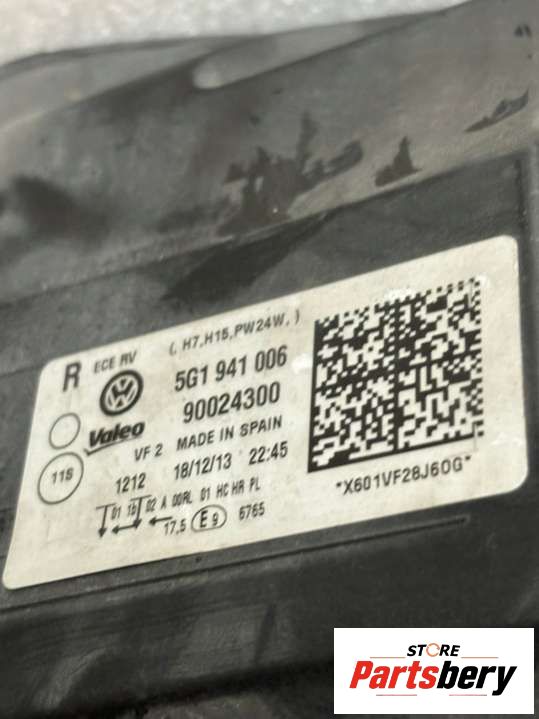 R ECE RV (, H7,H15,PW24W, )
5G1 941 006
90024300
Valeo
VF 2 MADE IN SPAIN
11S 1212 18/12/13 22:45
01 1b 02 A 00RL 01 HC HR PL
17.5 E9 6765
*X601VF28J60G*
STORE
Partsbery